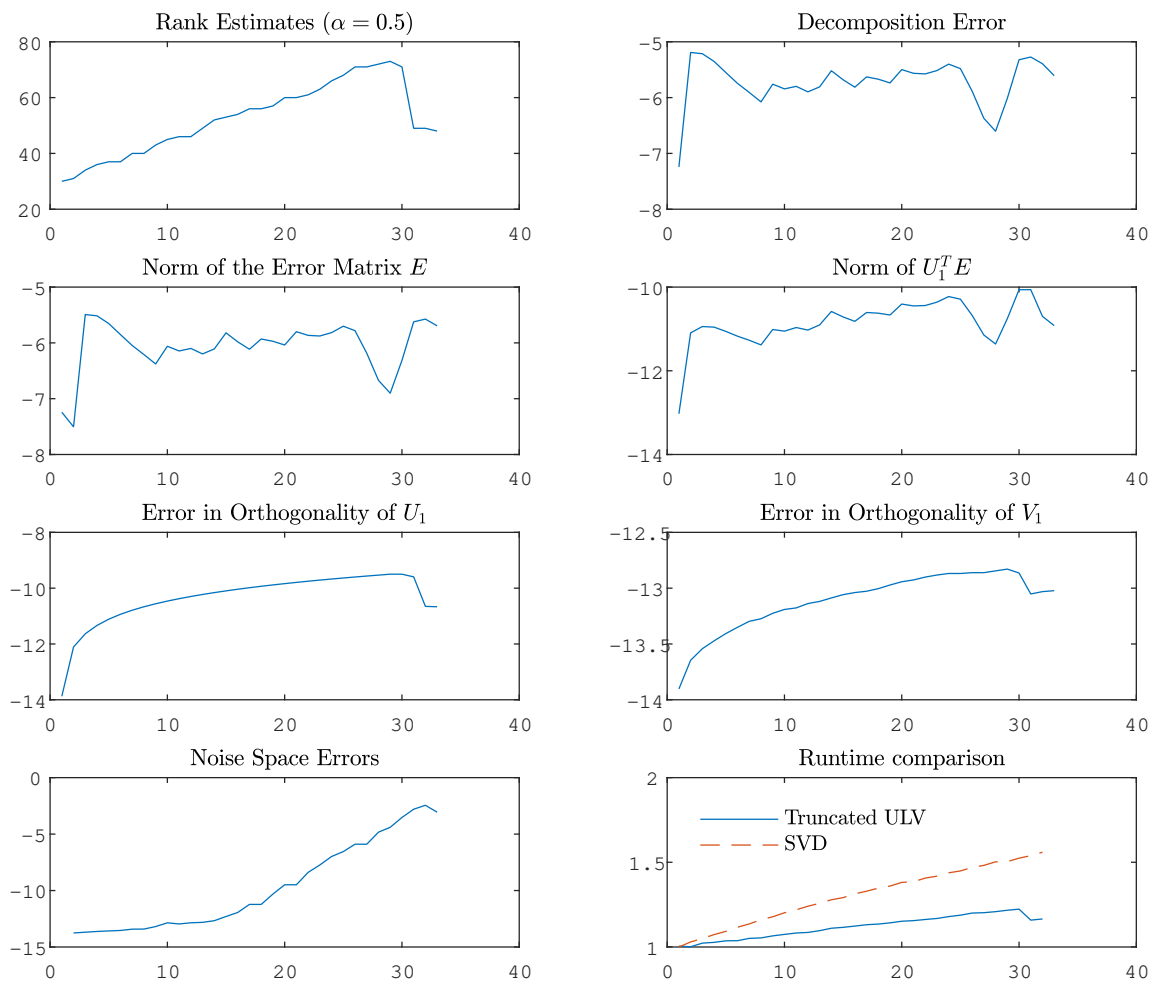 Rank Estimates (α = 0.5)
80
60
40
20
0 10 20 30 40
Decomposition Error
−5
−6
−7
−8
0 10 20 30 40
Norm of the Error Matrix E
−5
−6
−7
−8
0 10 20 30 40
Norm of U₁ᵀE
−10
−12
−14
0 10 20 30 40
Error in Orthogonality of U₁
−8
−10
−12
−14
0 10 20 30 40
Error in Orthogonality of V₁
−12.5
−13
−13.5
−14
0 10 20 30 40
Noise Space Errors
0
−5
−10
−15
0 10 20 30 40
Runtime comparison
2
1.5
1
Truncated ULV
SVD
0 10 20 30 40